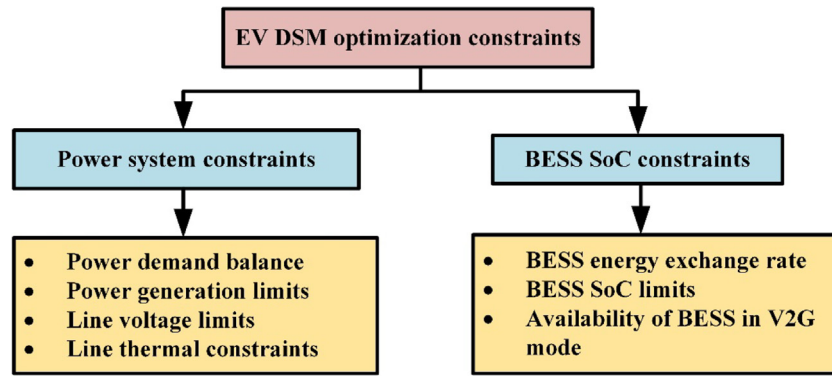 EV DSM optimization constraints
Power system constraints
BESS SoC constraints
• Power demand balance
• Power generation limits
• Line voltage limits
• Line thermal constraints
• BESS energy exchange rate
• BESS SoC limits
• Availability of BESS in V2G
mode